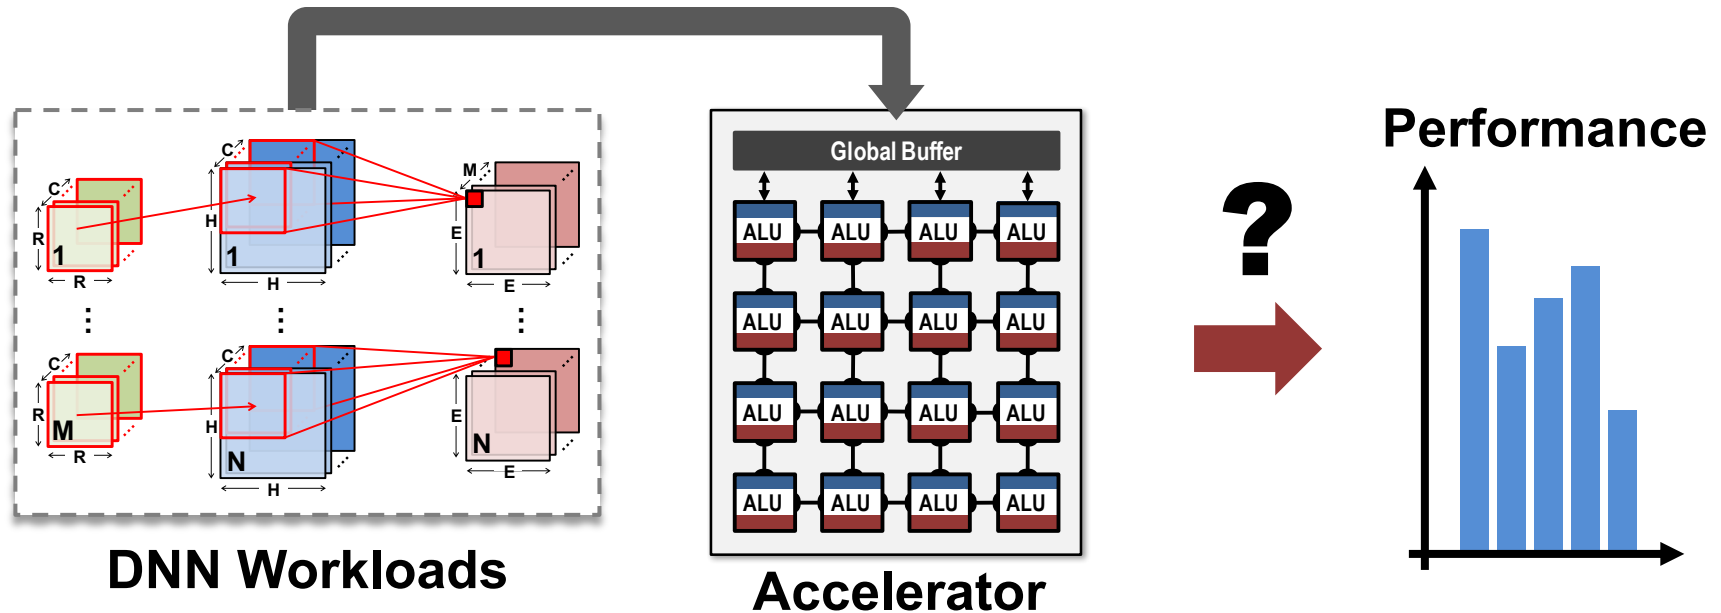 Performance
Global Buffer
C
C
M
R
H
E
1
1
1
R
H
E
ALU ALU ALU ALU
?
...
...
...
ALU ALU ALU ALU
C
C
R
H
E
M
N
N
R
H
E
ALU ALU ALU ALU
ALU ALU ALU ALU
DNN Workloads
Accelerator